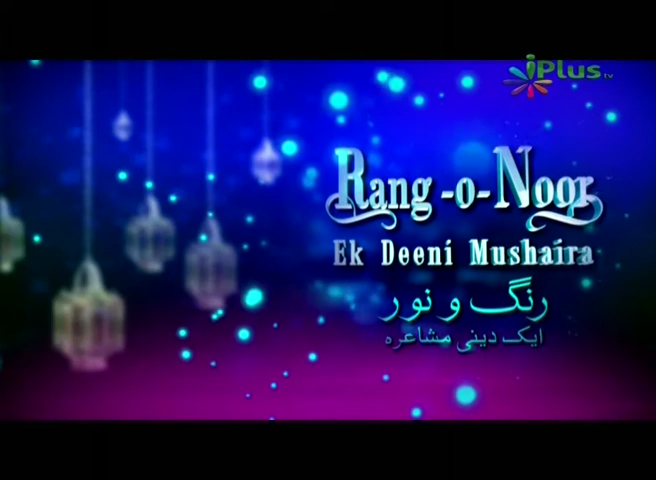 iPlus tv
Rang-o-Noor
Ek Deeni Mushaira
رنگ و نور
ایک دینی مشاعرہ